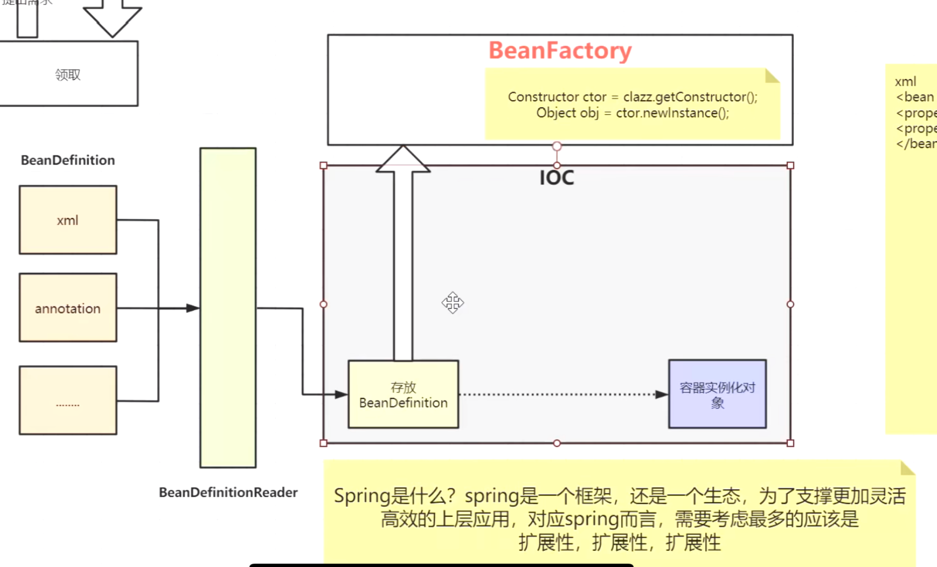 领取
BeanFactory
Constructor ctor = clazz.getConstructor();
Object obj = ctor.newInstance();
xml
<bean
<prope
<prope
</bean
BeanDefinition
xml
annotation
........
BeanDefinitionReader
IOC
存放
BeanDefinition
容器实例化对
象
Spring是什么？spring是一个框架，还是一个生态，为了支撑更加灵活
高效的上层应用，对应spring而言，需要考虑最多的应该是
扩展性，扩展性，扩展性